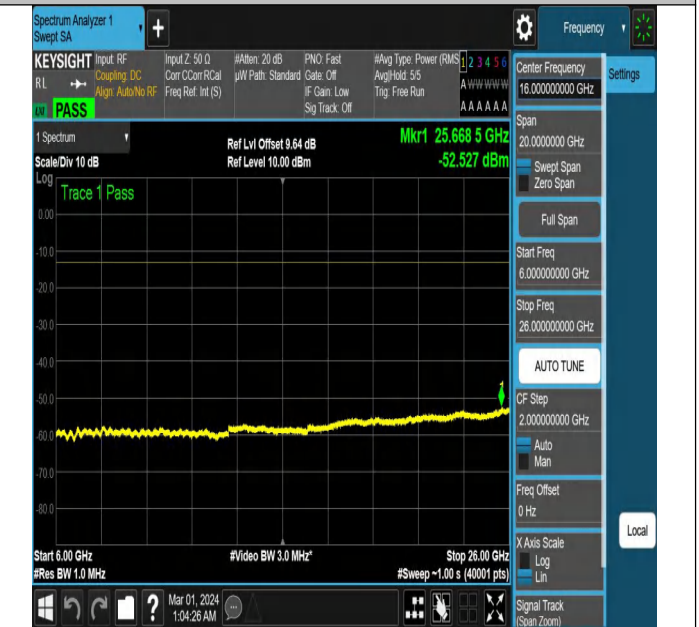 Spectrum Analyzer 1
Swept SA
+
Frequency
KEYSIGHT
RL
Input: RF
Coupling: DC
Align: Auto/No RF
Input Z: 50 Ω
Corr CCorr RCal
Freq Ref: Int (S)
#Atten: 20 dB
µW Path: Standard
PNO: Fast
Gate: Off
IF Gain: Low
Sig Track: Off
#Avg Type: Power (RMS
Avg|Hold: 5/5
Trig: Free Run
1 2 3 4 5 6
A W W W W W
A A A A A A
PASS
1 Spectrum
Scale/Div 10 dB
Ref Lvl Offset 9.64 dB
Ref Level 10.00 dBm
Mkr1 25.668 5 GHz
-52.527 dBm
Log
Trace 1 Pass
0.00
-10.0
-20.0
-30.0
-40.0
-50.0
-60.0
-70.0
-80.0
1
Start 6.00 GHz
#Res BW 1.0 MHz
#Video BW 3.0 MHz*
Stop 26.00 GHz
#Sweep ~1.00 s (40001 pts)
?
Mar 01, 2024
1:04:26 AM
Center Frequency
16.000000000 GHz
Settings
Span
20.0000000 GHz
Swept Span
Zero Span
Full Span
Start Freq
6.000000000 GHz
Stop Freq
26.000000000 GHz
AUTO TUNE
CF Step
2.000000000 GHz
Auto
Man
Freq Offset
0 Hz
Local
X Axis Scale
Log
Lin
Signal Track
(Span Zoom)